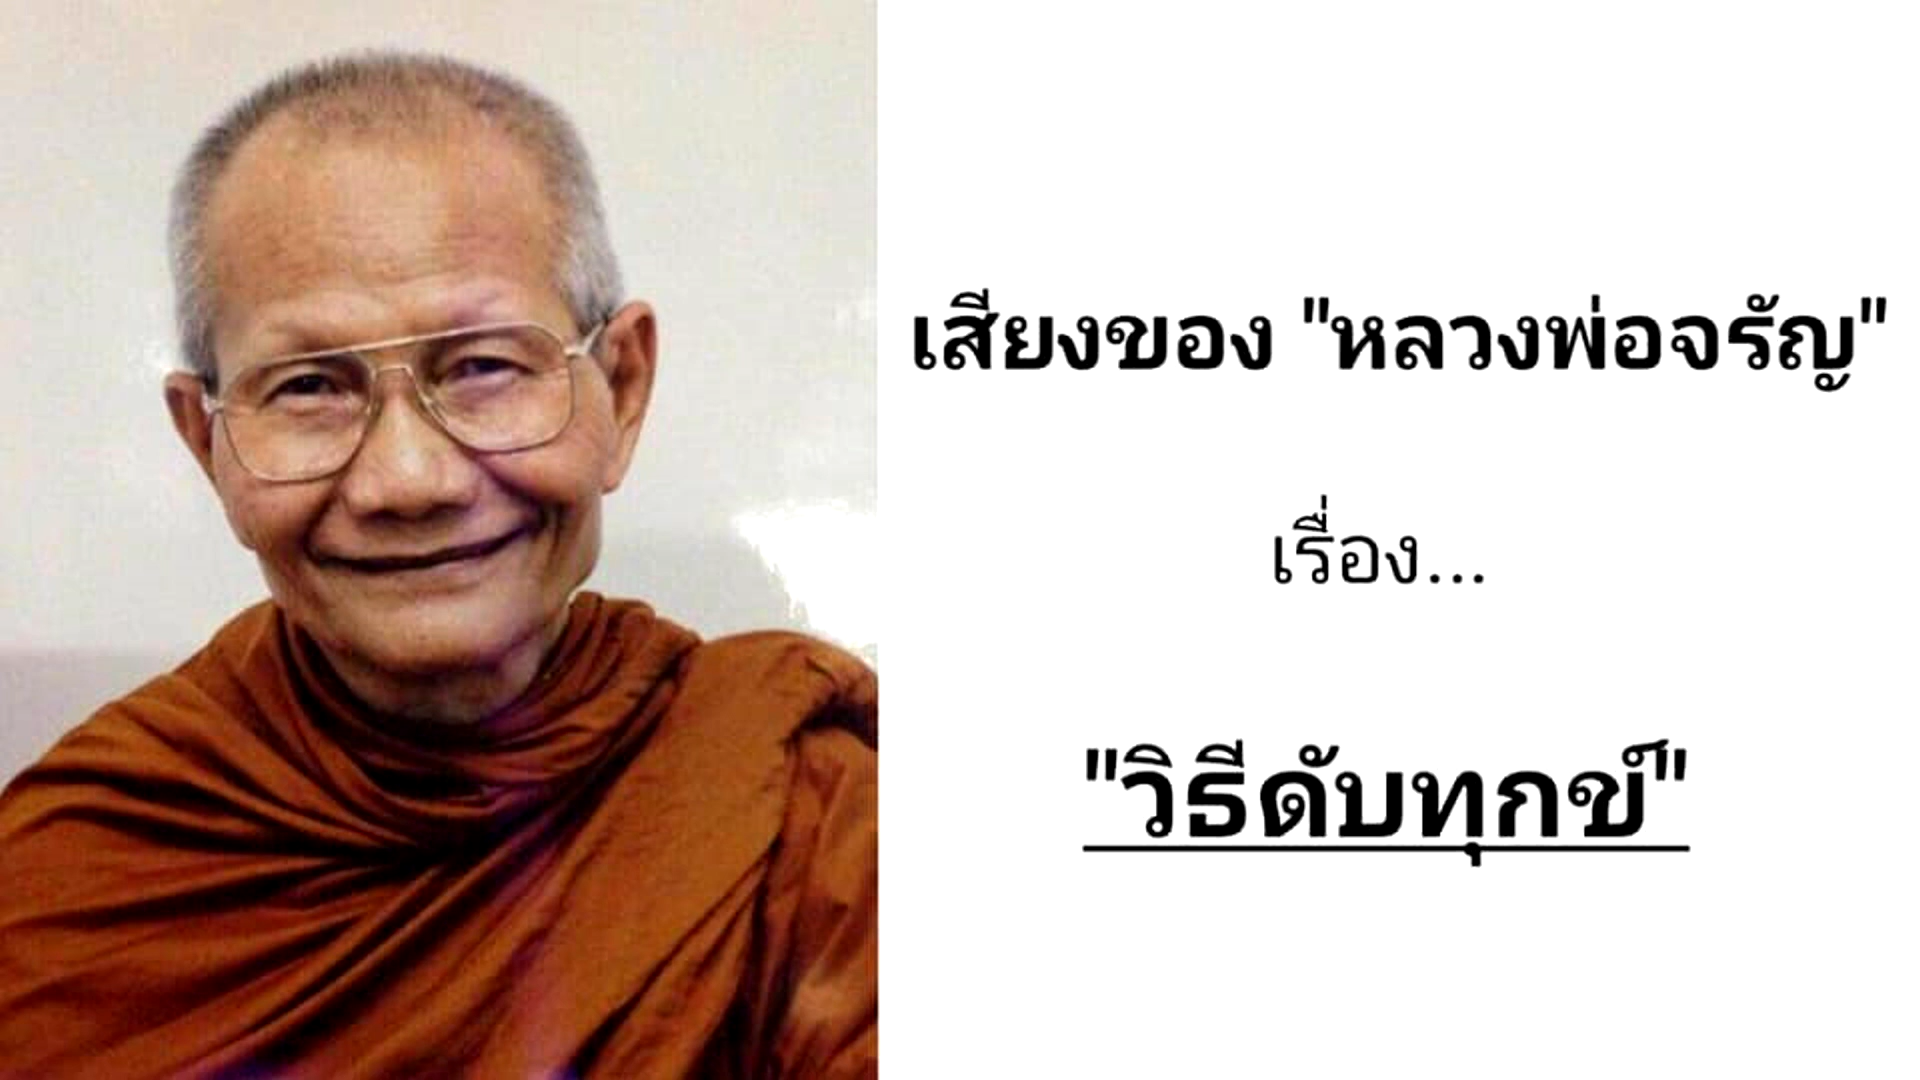 เสียงของ "หลวงพ่อจรัญ"
เรื่อง...
"วิธีดับทุกข์"